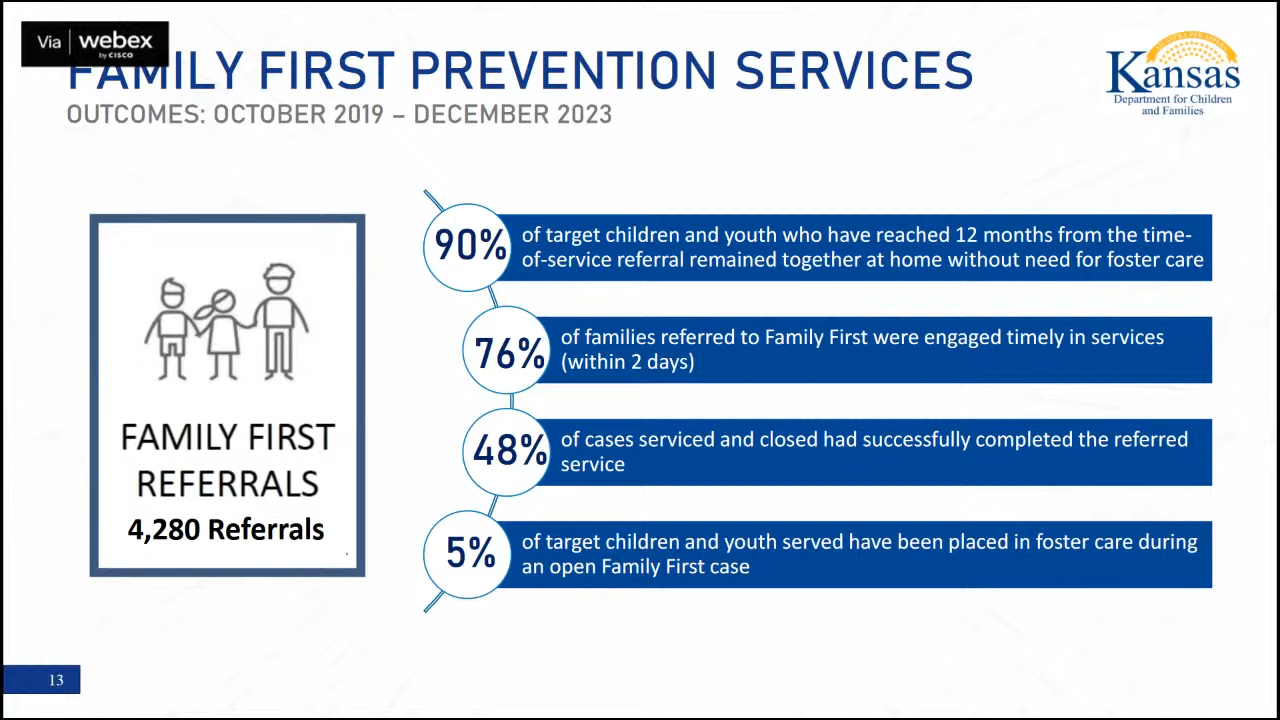 Via webex
by CISCO
FAMILY FIRST PREVENTION SERVICES
OUTCOMES: OCTOBER 2019 – DECEMBER 2023
Kansas
Department for Children
and Families
FAMILY FIRST
REFERRALS
4,280 Referrals
90%
of target children and youth who have reached 12 months from the time-
of-service referral remained together at home without need for foster care
76%
of families referred to Family First were engaged timely in services
(within 2 days)
48%
of cases serviced and closed had successfully completed the referred
service
5%
of target children and youth served have been placed in foster care during
an open Family First case
13